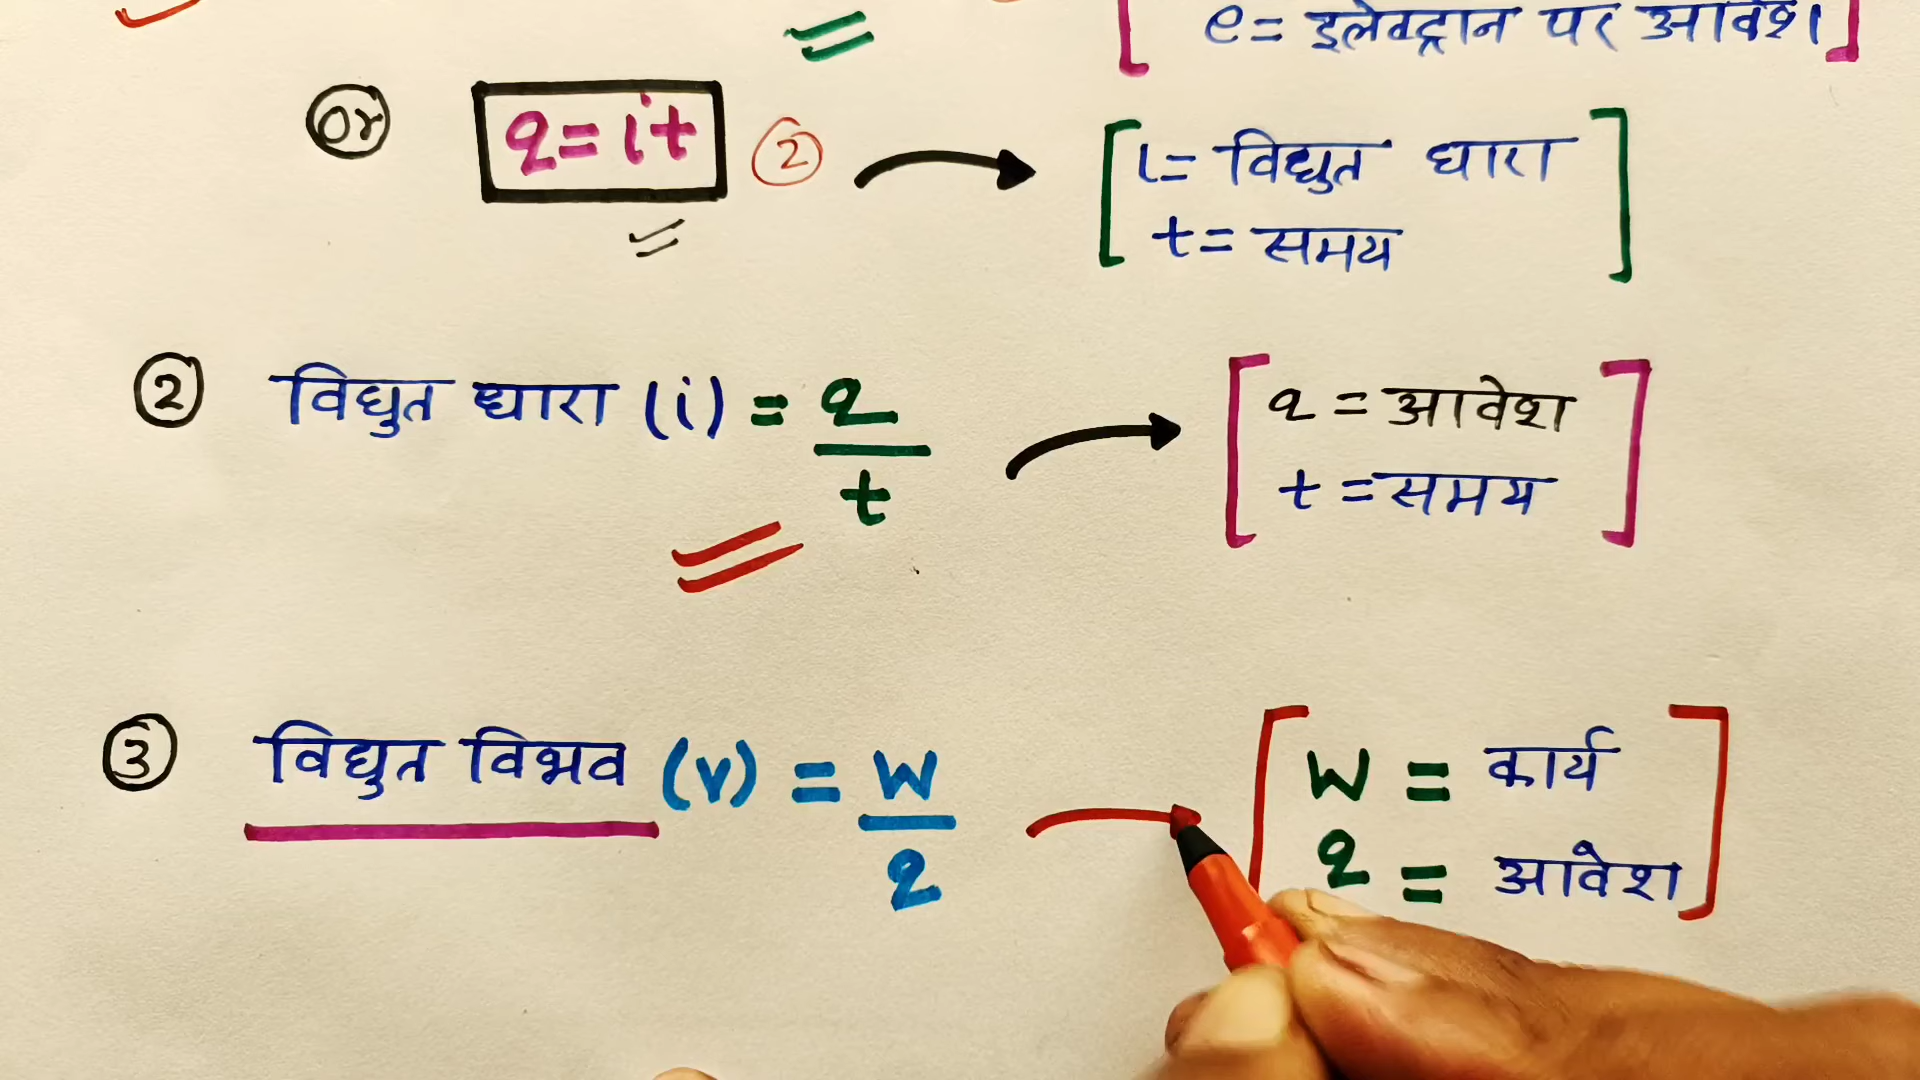 e = इलेक्ट्रान पर आवेश]
or q = it ② [i = विद्युत धारा
t = समय]
② विद्युत धारा (i) = q/t [q = आवेश
t = समय]
③ विद्युत विभव (v) = W/q [W = कार्य
q = आवेश]